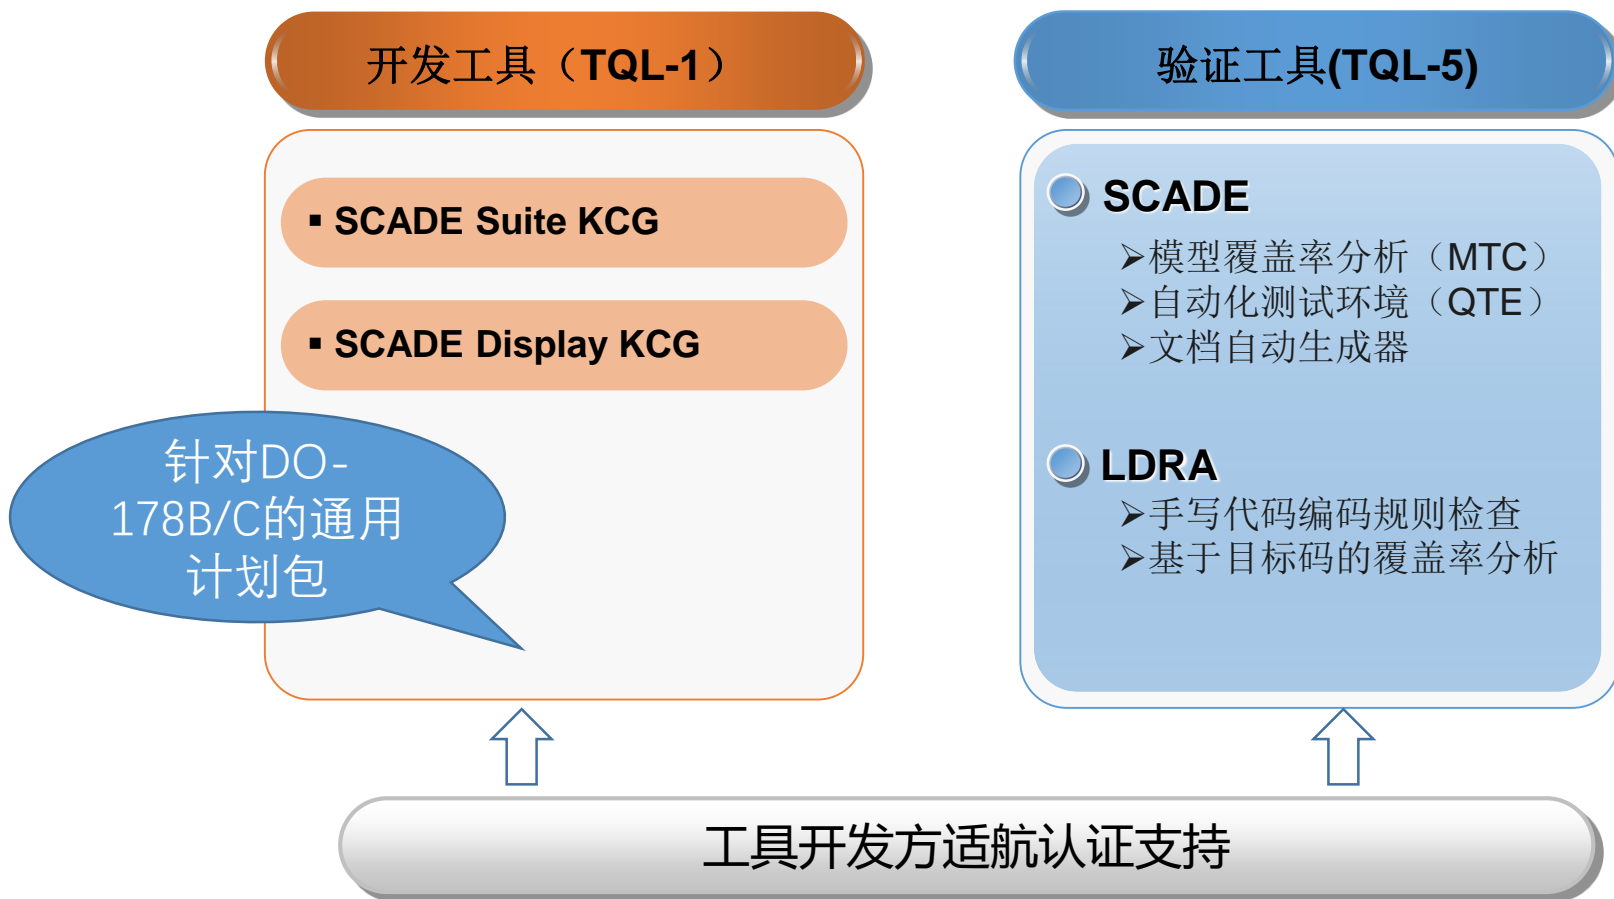 开发工具（TQL-1）
▪ SCADE Suite KCG
▪ SCADE Display KCG
针对DO-
178B/C的通用
计划包
验证工具(TQL-5)
SCADE
➢模型覆盖率分析（MTC）
➢自动化测试环境（QTE）
➢文档自动生成器
LDRA
➢手写代码编码规则检查
➢基于目标码的覆盖率分析
工具开发方适航认证支持